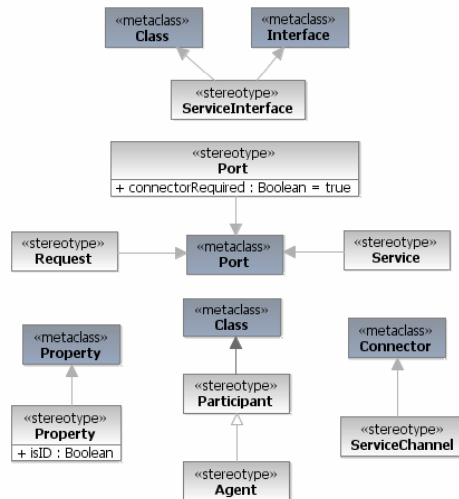 «metaclass»
Class
«metaclass»
Interface
«stereotype»
ServiceInterface
«stereotype»
Port
+ connectorRequired : Boolean = true
«stereotype»
Request
«metaclass»
Port
«stereotype»
Service
«metaclass»
Property
«metaclass»
Class
«metaclass»
Connector
«stereotype»
Property
+ isID : Boolean
«stereotype»
Participant
«stereotype»
ServiceChannel
«stereotype»
Agent